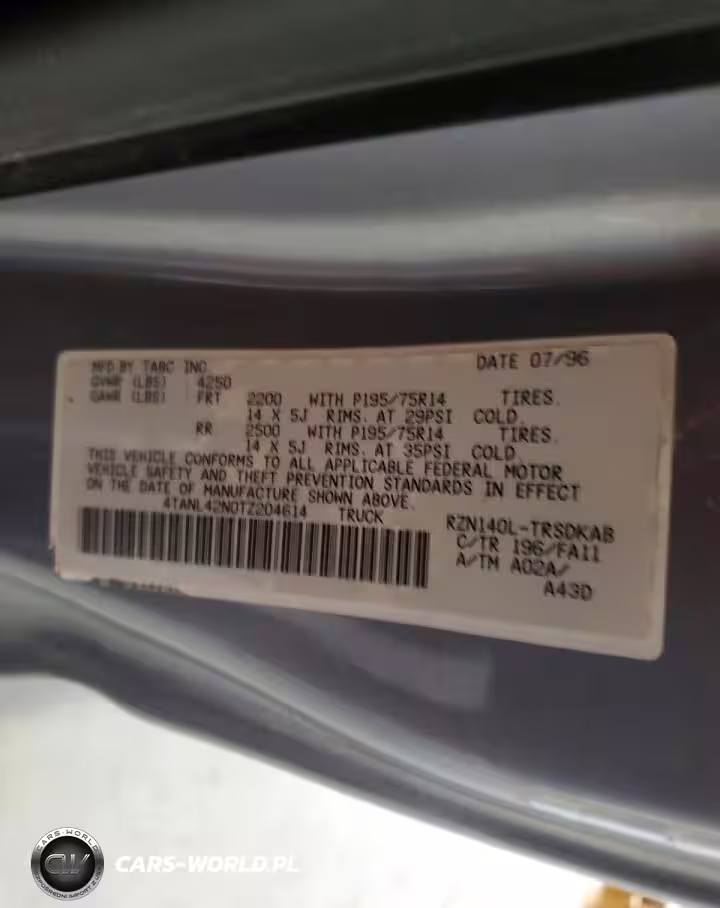 MFD BY TABC INC. DATE 07/96
GVWR (LBS) 4250
GAWR (LBS) FRT 2200 WITH P195/75R14 TIRES.
14 X 5J RIMS. AT 29PSI COLD.
RR 2500 WITH P195/75R14 TIRES.
14 X 5J RIMS. AT 35PSI COLD.
THIS VEHICLE CONFORMS TO ALL APPLICABLE FEDERAL MOTOR
VEHICLE SAFETY AND THEFT PREVENTION STANDARDS IN EFFECT
ON THE DATE OF MANUFACTURE SHOWN ABOVE.
4TANL42N0TZ204614 TRUCK
RZN140L-TRSDKAB
C/TR 196/FA11
A/TM A02A/
A43D
CARS-WORLD
CW
CARS-WORLD.PL